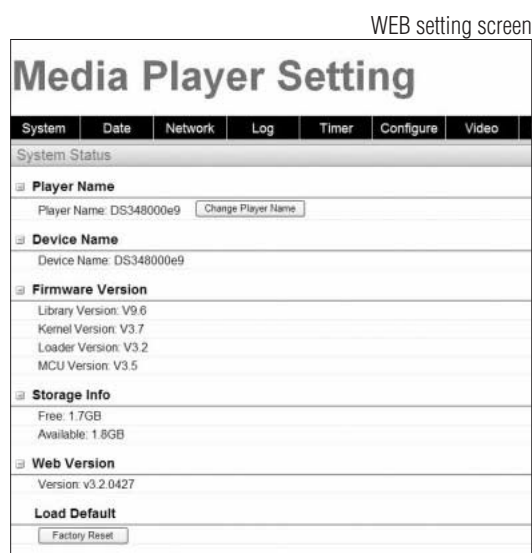 WEB setting screen
Media Player Setting
System Date Network Log Timer Configure Video
System Status
Player Name
Player Name: DS348000e9 Change Player Name
Device Name
Device Name: DS348000e9
Firmware Version
Library Version: V9.6
Kernel Version: V3.7
Loader Version: V3.2
MCU Version: V3.5
Storage Info
Free: 1.7GB
Available: 1.8GB
Web Version
Version: v3.2.0427
Load Default
Factory Reset